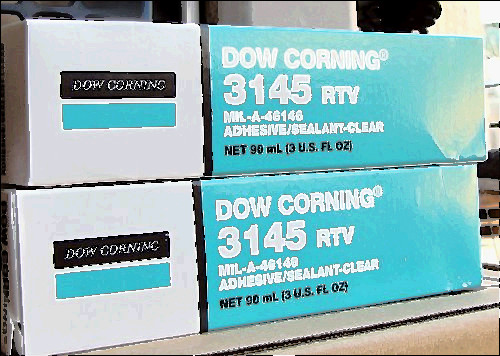 DOW CORNING
DOW CORNING®
3145 RTV
MIL-A-46146
ADHESIVE/SEALANT-CLEAR
NET 90 mL (3 U.S. FL OZ)
DOW CORNING
DOW CORNING®
3145 RTV
MIL-A-46146
ADHESIVE/SEALANT-CLEAR
NET 90 mL (3 U.S. FL OZ)